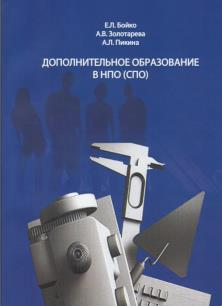 Е.Л. Бойко
А.В. Золотарева
А.Л. Пикина
ДОПОЛНИТЕЛЬНОЕ ОБРАЗОВАНИЕ
В НПО (СПО)